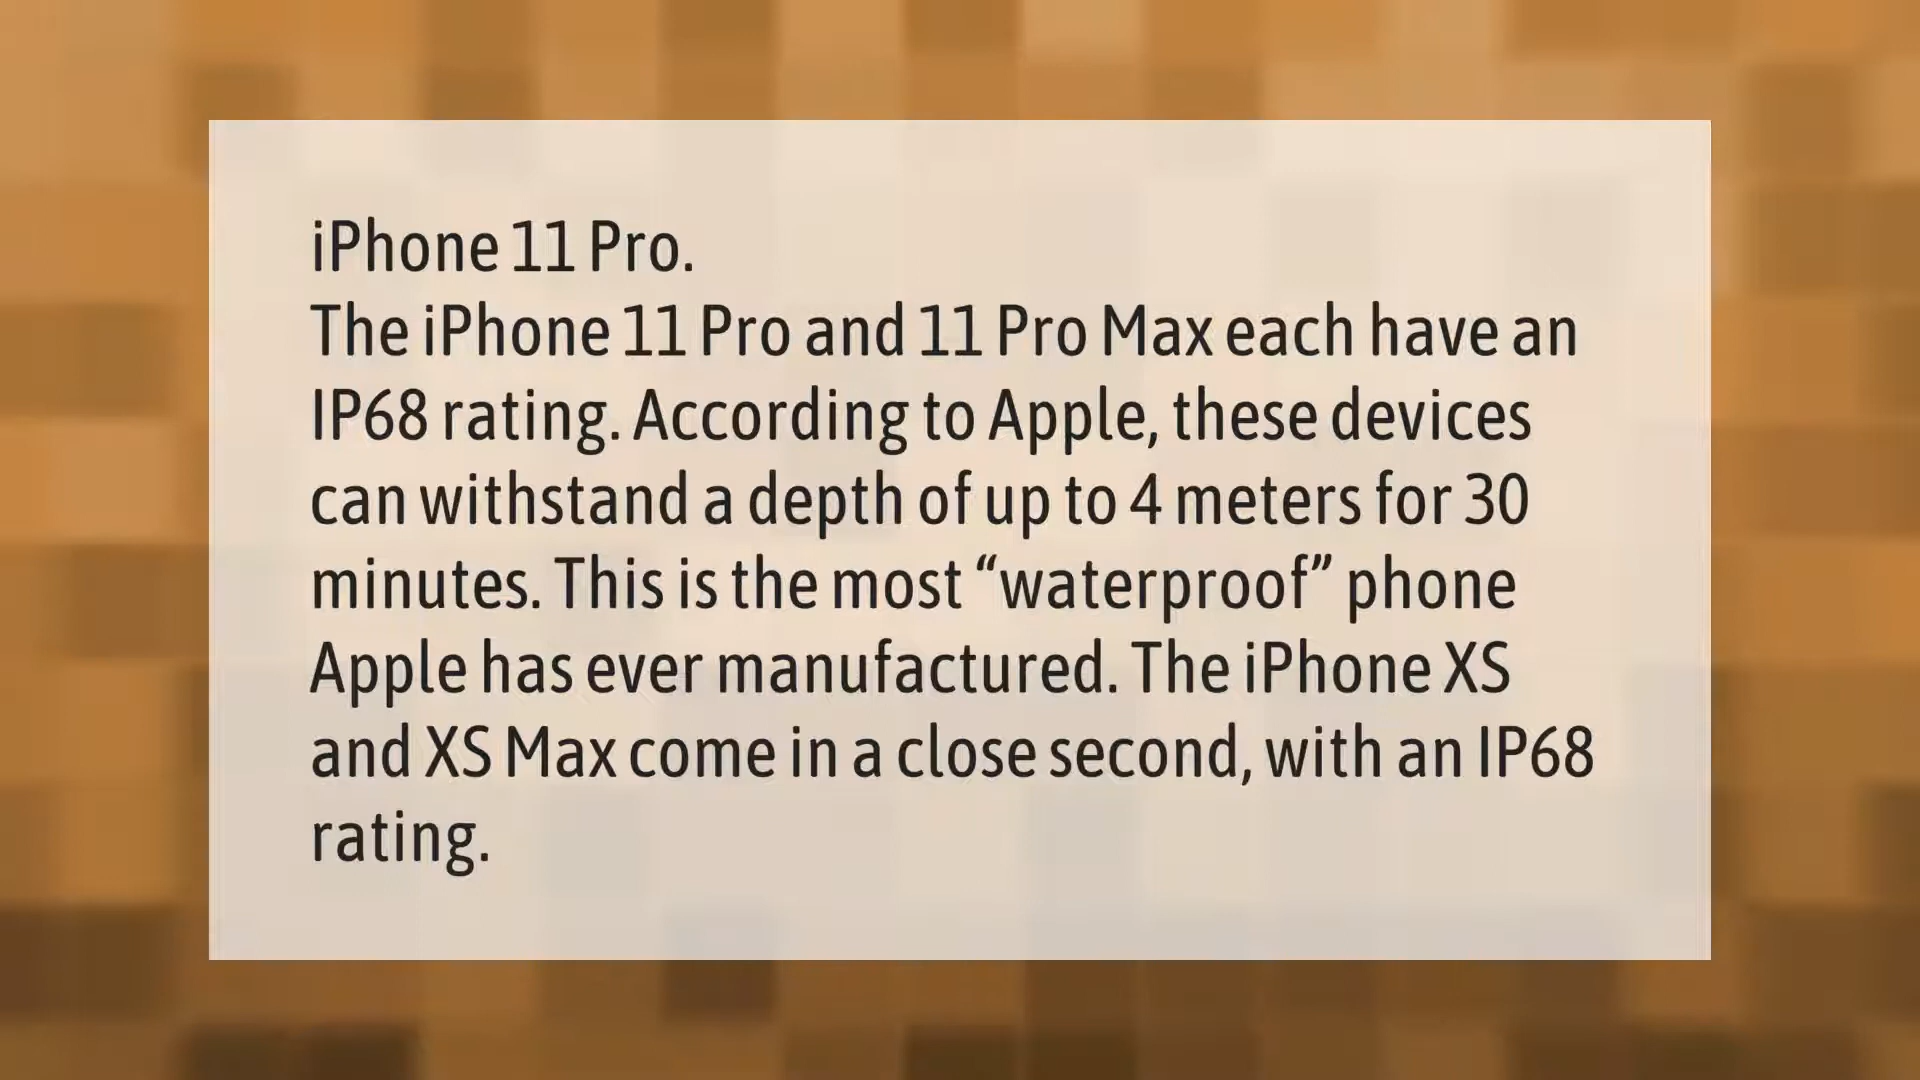 iPhone 11 Pro.
The iPhone 11 Pro and 11 Pro Max each have an
IP68 rating. According to Apple, these devices
can withstand a depth of up to 4 meters for 30
minutes. This is the most “waterproof” phone
Apple has ever manufactured. The iPhone XS
and XS Max come in a close second, with an IP68
rating.